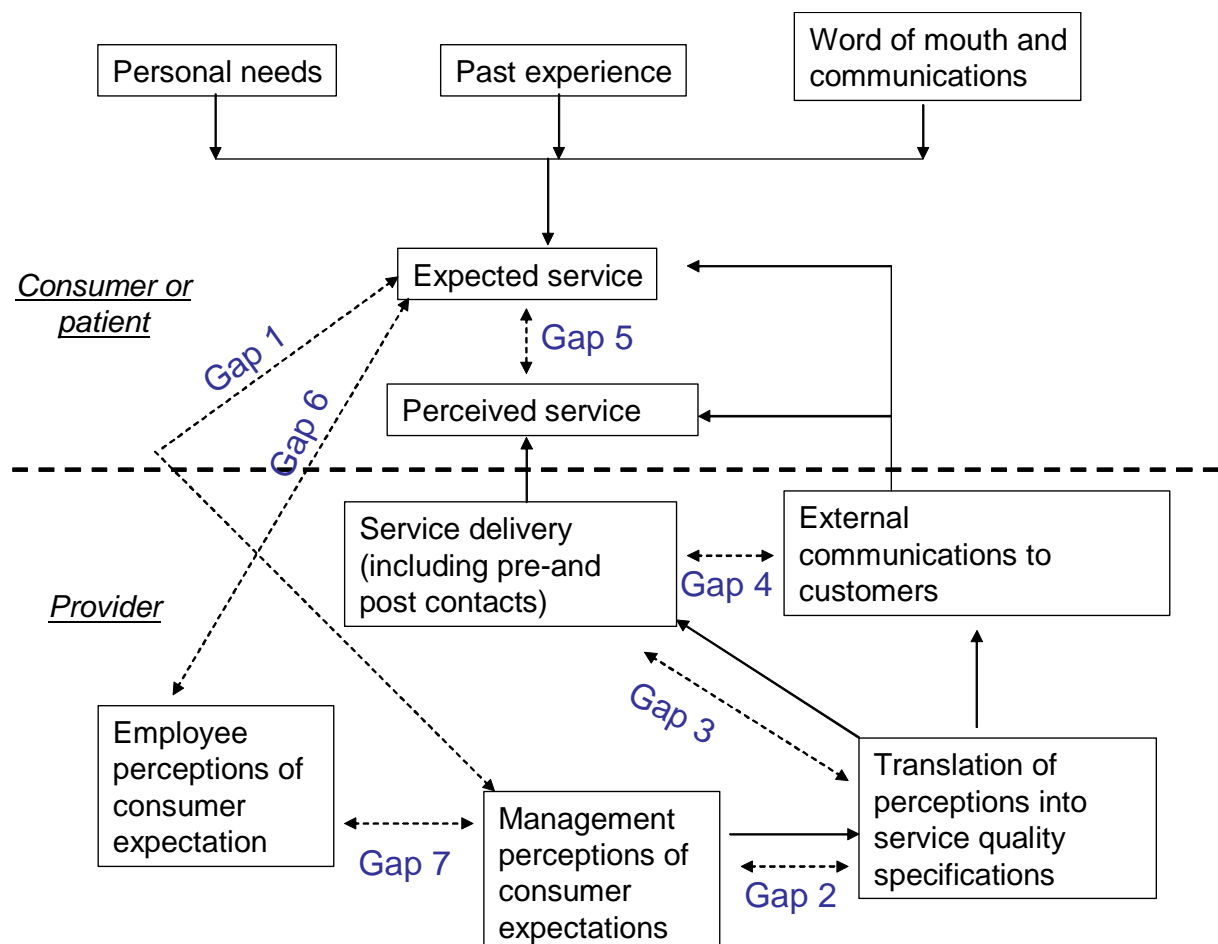 Personal needs
Past experience
Word of mouth and
communications
Expected service
Consumer or
patient
Gap 1
Gap 5
Gap 6
Perceived service
Service delivery
(including pre-and
post contacts)
Gap 4
External
communications to
customers
Provider
Gap 3
Employee
perceptions of
consumer
expectation
Gap 7
Management
perceptions of
consumer
expectations
Gap 2
Translation of
perceptions into
service quality
specifications